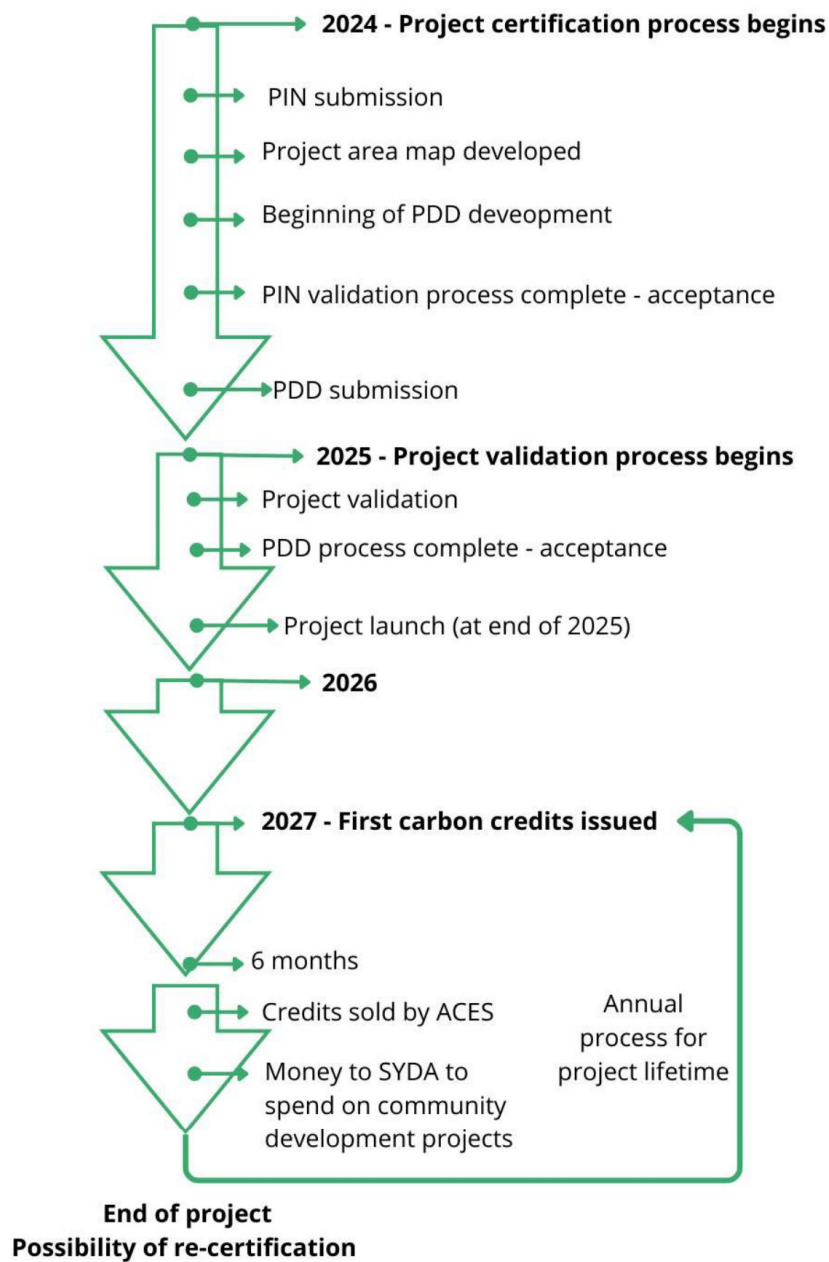 2024 - Project certification process begins
PIN submission
Project area map developed
Beginning of PDD deveopment
PIN validation process complete - acceptance
PDD submission
2025 - Project validation process begins
Project validation
PDD process complete - acceptance
Project launch (at end of 2025)
2026
2027 - First carbon credits issued
6 months
Credits sold by ACES
Money to SYDA to
spend on community
development projects
Annual
process for
project lifetime
End of project
Possibility of re-certification